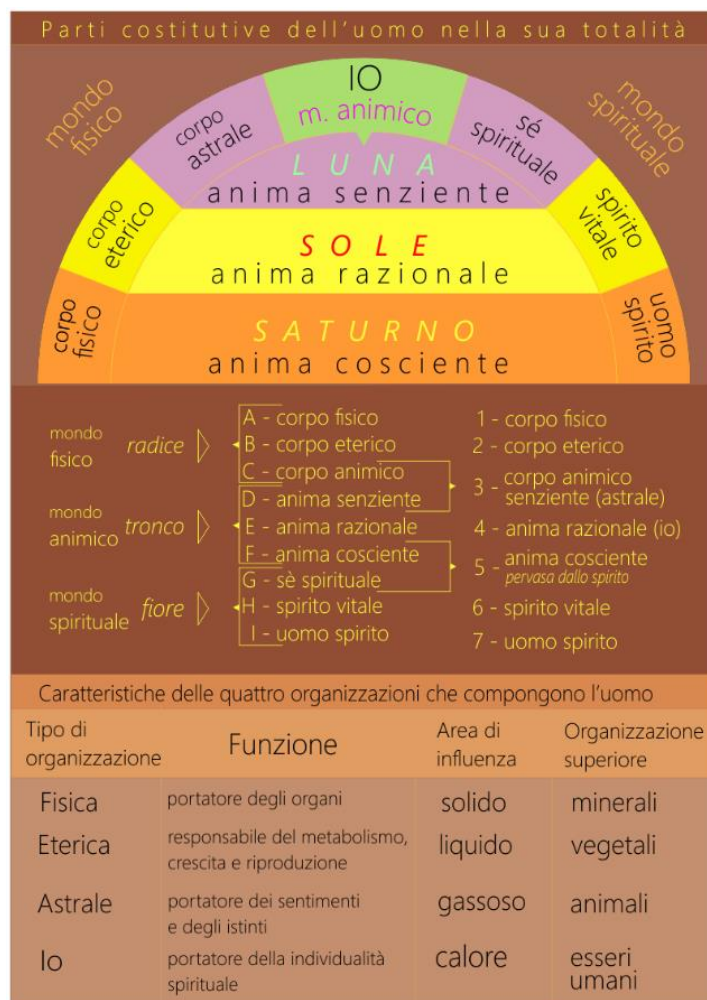 Parti costitutive dell'uomo nella sua totalità
mondo
fisico
mondo
spirituale
IO
m. animico
corpo
astrale
sé
spirituale
corpo
eterico
spirito
vitale
corpo
fisico
uomo
spirito
LUNA
anima senziente
SOLE
anima razionale
SATURNO
anima cosciente
mondo
fisico
radice
A - corpo fisico
B - corpo eterico
C - corpo animico
mondo
animico
tronco
D - anima senziente
E - anima razionale
F - anima cosciente
mondo
spirituale
fiore
G - sè spirituale
H - spirito vitale
I - uomo spirito
1 - corpo fisico
2 - corpo eterico
3 - corpo animico
senziente (astrale)
4 - anima razionale (io)
5 - anima cosciente
pervasa dallo spirito
6 - spirito vitale
7 - uomo spirito
Caratteristiche delle quattro organizzazioni che compongono l'uomo
Tipo di
organizzazione
Funzione
Area di
influenza
Organizzazione
superiore
Fisica
portatore degli organi
solido
minerali
Eterica
responsabile del metabolismo,
crescita e riproduzione
liquido
vegetali
Astrale
portatore dei sentimenti
e degli istinti
gassoso
animali
Io
portatore della individualità
spirituale
calore
esseri
umani